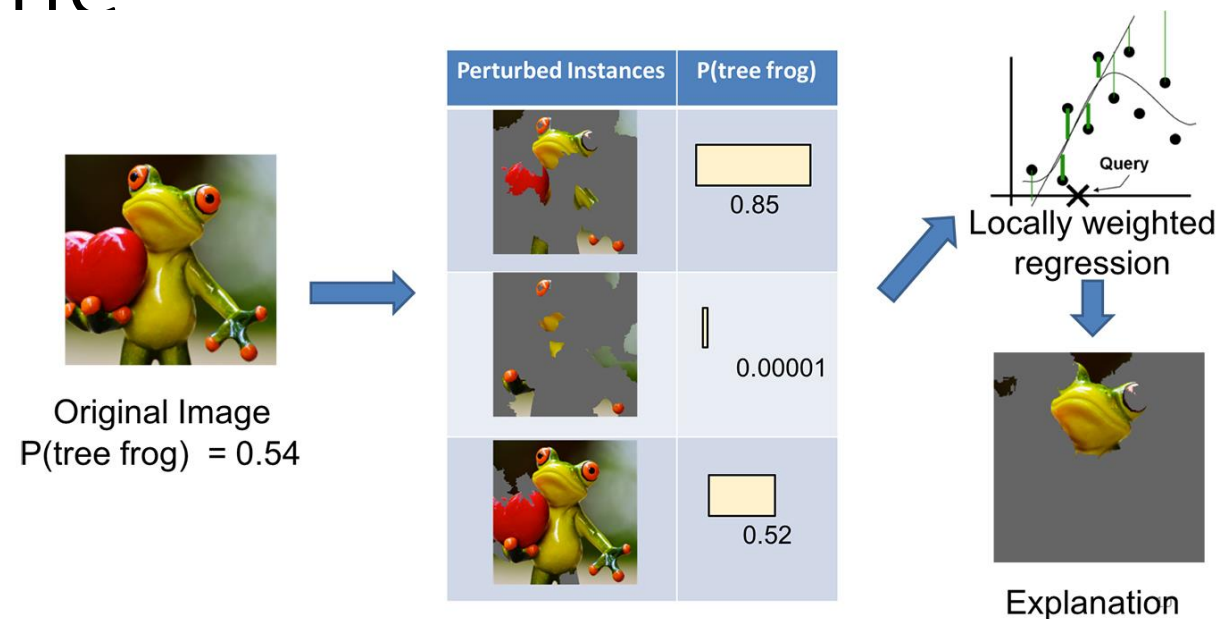 Original Image
P(tree frog) = 0.54
Perturbed Instances
P(tree frog)
0.85
0.00001
0.52
Query
Locally weighted
regression
Explanation